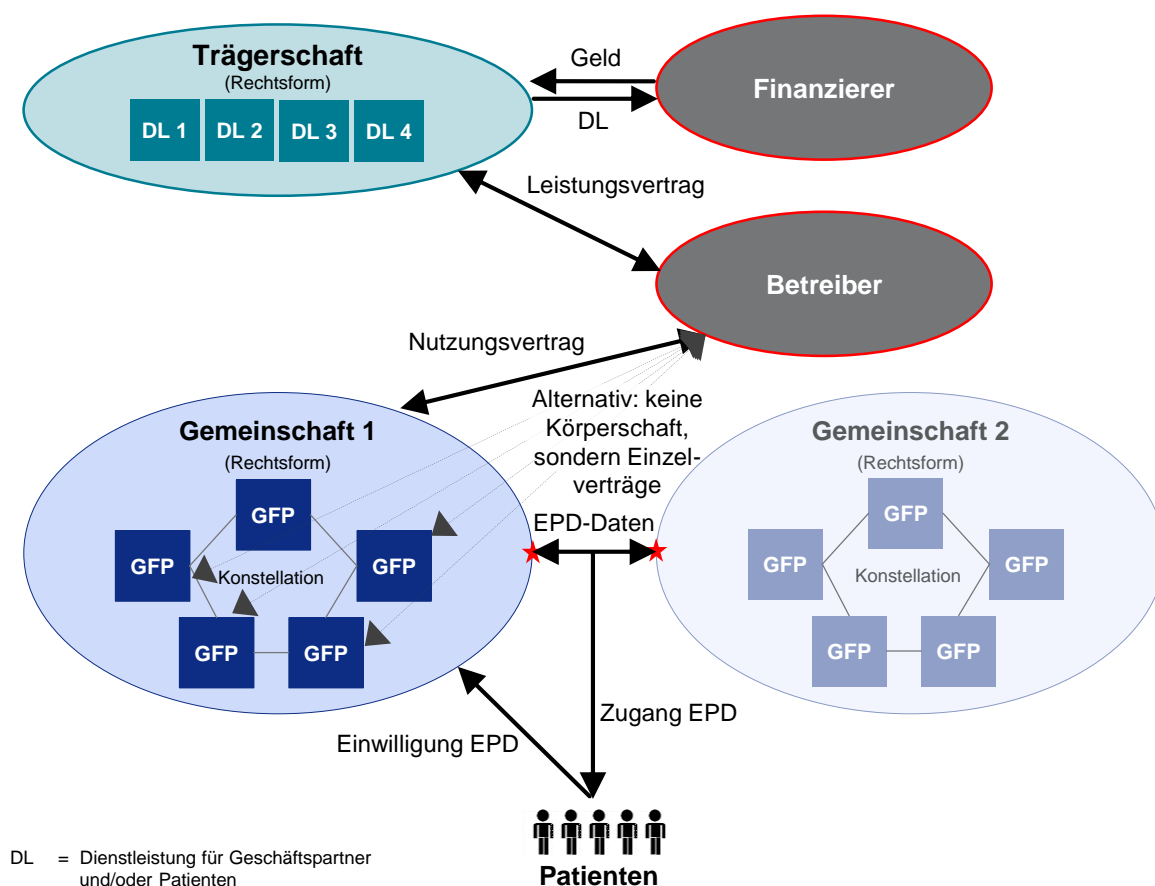 Trägerschaft
(Rechtsform)
DL 1
DL 2
DL 3
DL 4
Geld
DL
Finanzierer
Leistungsvertrag
Betreiber
Nutzungsvertrag
Alternativ: keine
Körperschaft,
sondern Einzel-
verträge
Gemeinschaft 1
(Rechtsform)
GFP
GFP
GFP
Konstellation
GFP
GFP
EPD-Daten
Gemeinschaft 2
(Rechtsform)
GFP
GFP
GFP
Konstellation
GFP
GFP
Zugang EPD
Einwilligung EPD
Patienten
DL = Dienstleistung für Geschäftspartner
und/oder Patienten